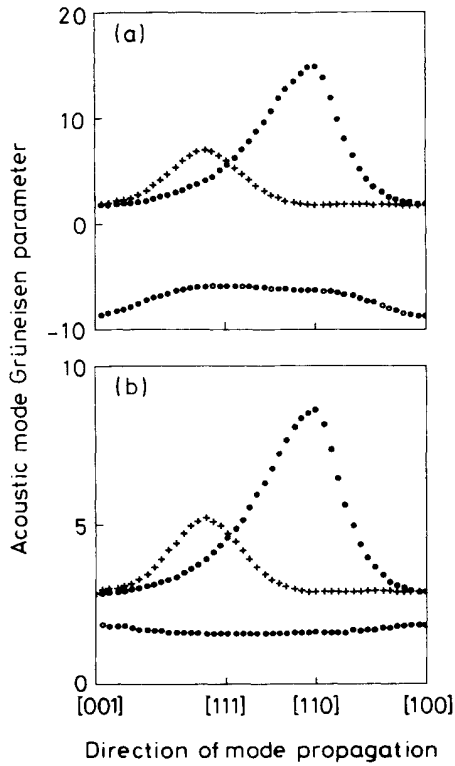 20
(a)
10
0
-10
10
(b)
5
0
[001]
[111]
[110]
[100]
Acoustic mode Grüneisen parameter
Direction of mode propagation